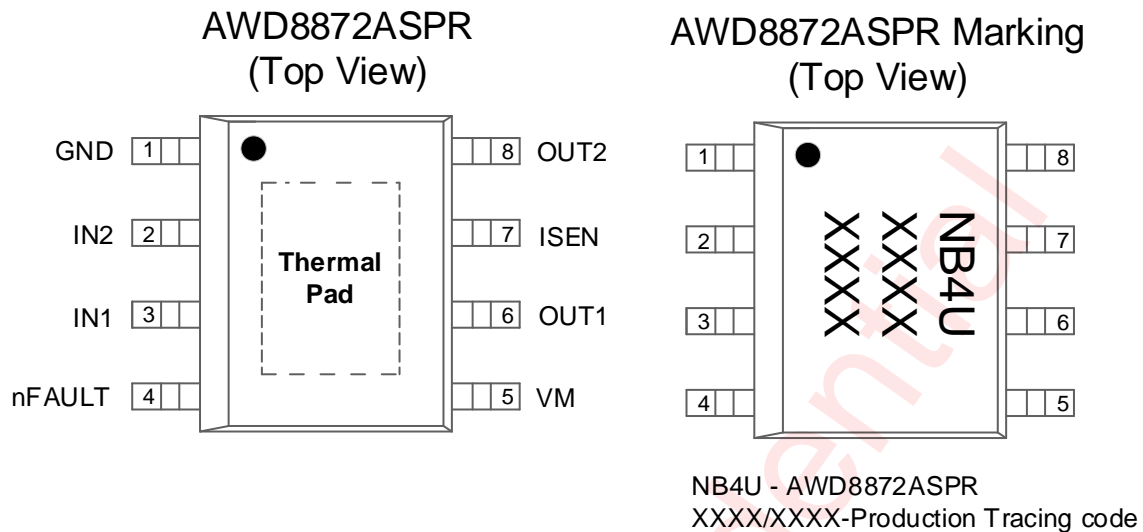 AWD8872ASPR
(Top View)
GND 1
IN2 2
IN1 3
nFAULT 4
8 OUT2
7 ISEN
6 OUT1
5 VM
Thermal
Pad
AWD8872ASPR Marking
(Top View)
1
2
3
4
8
7
6
5
NB4U
XXXX
XXXX
NB4U - AWD8872ASPR
XXXX/XXXX-Production Tracing code